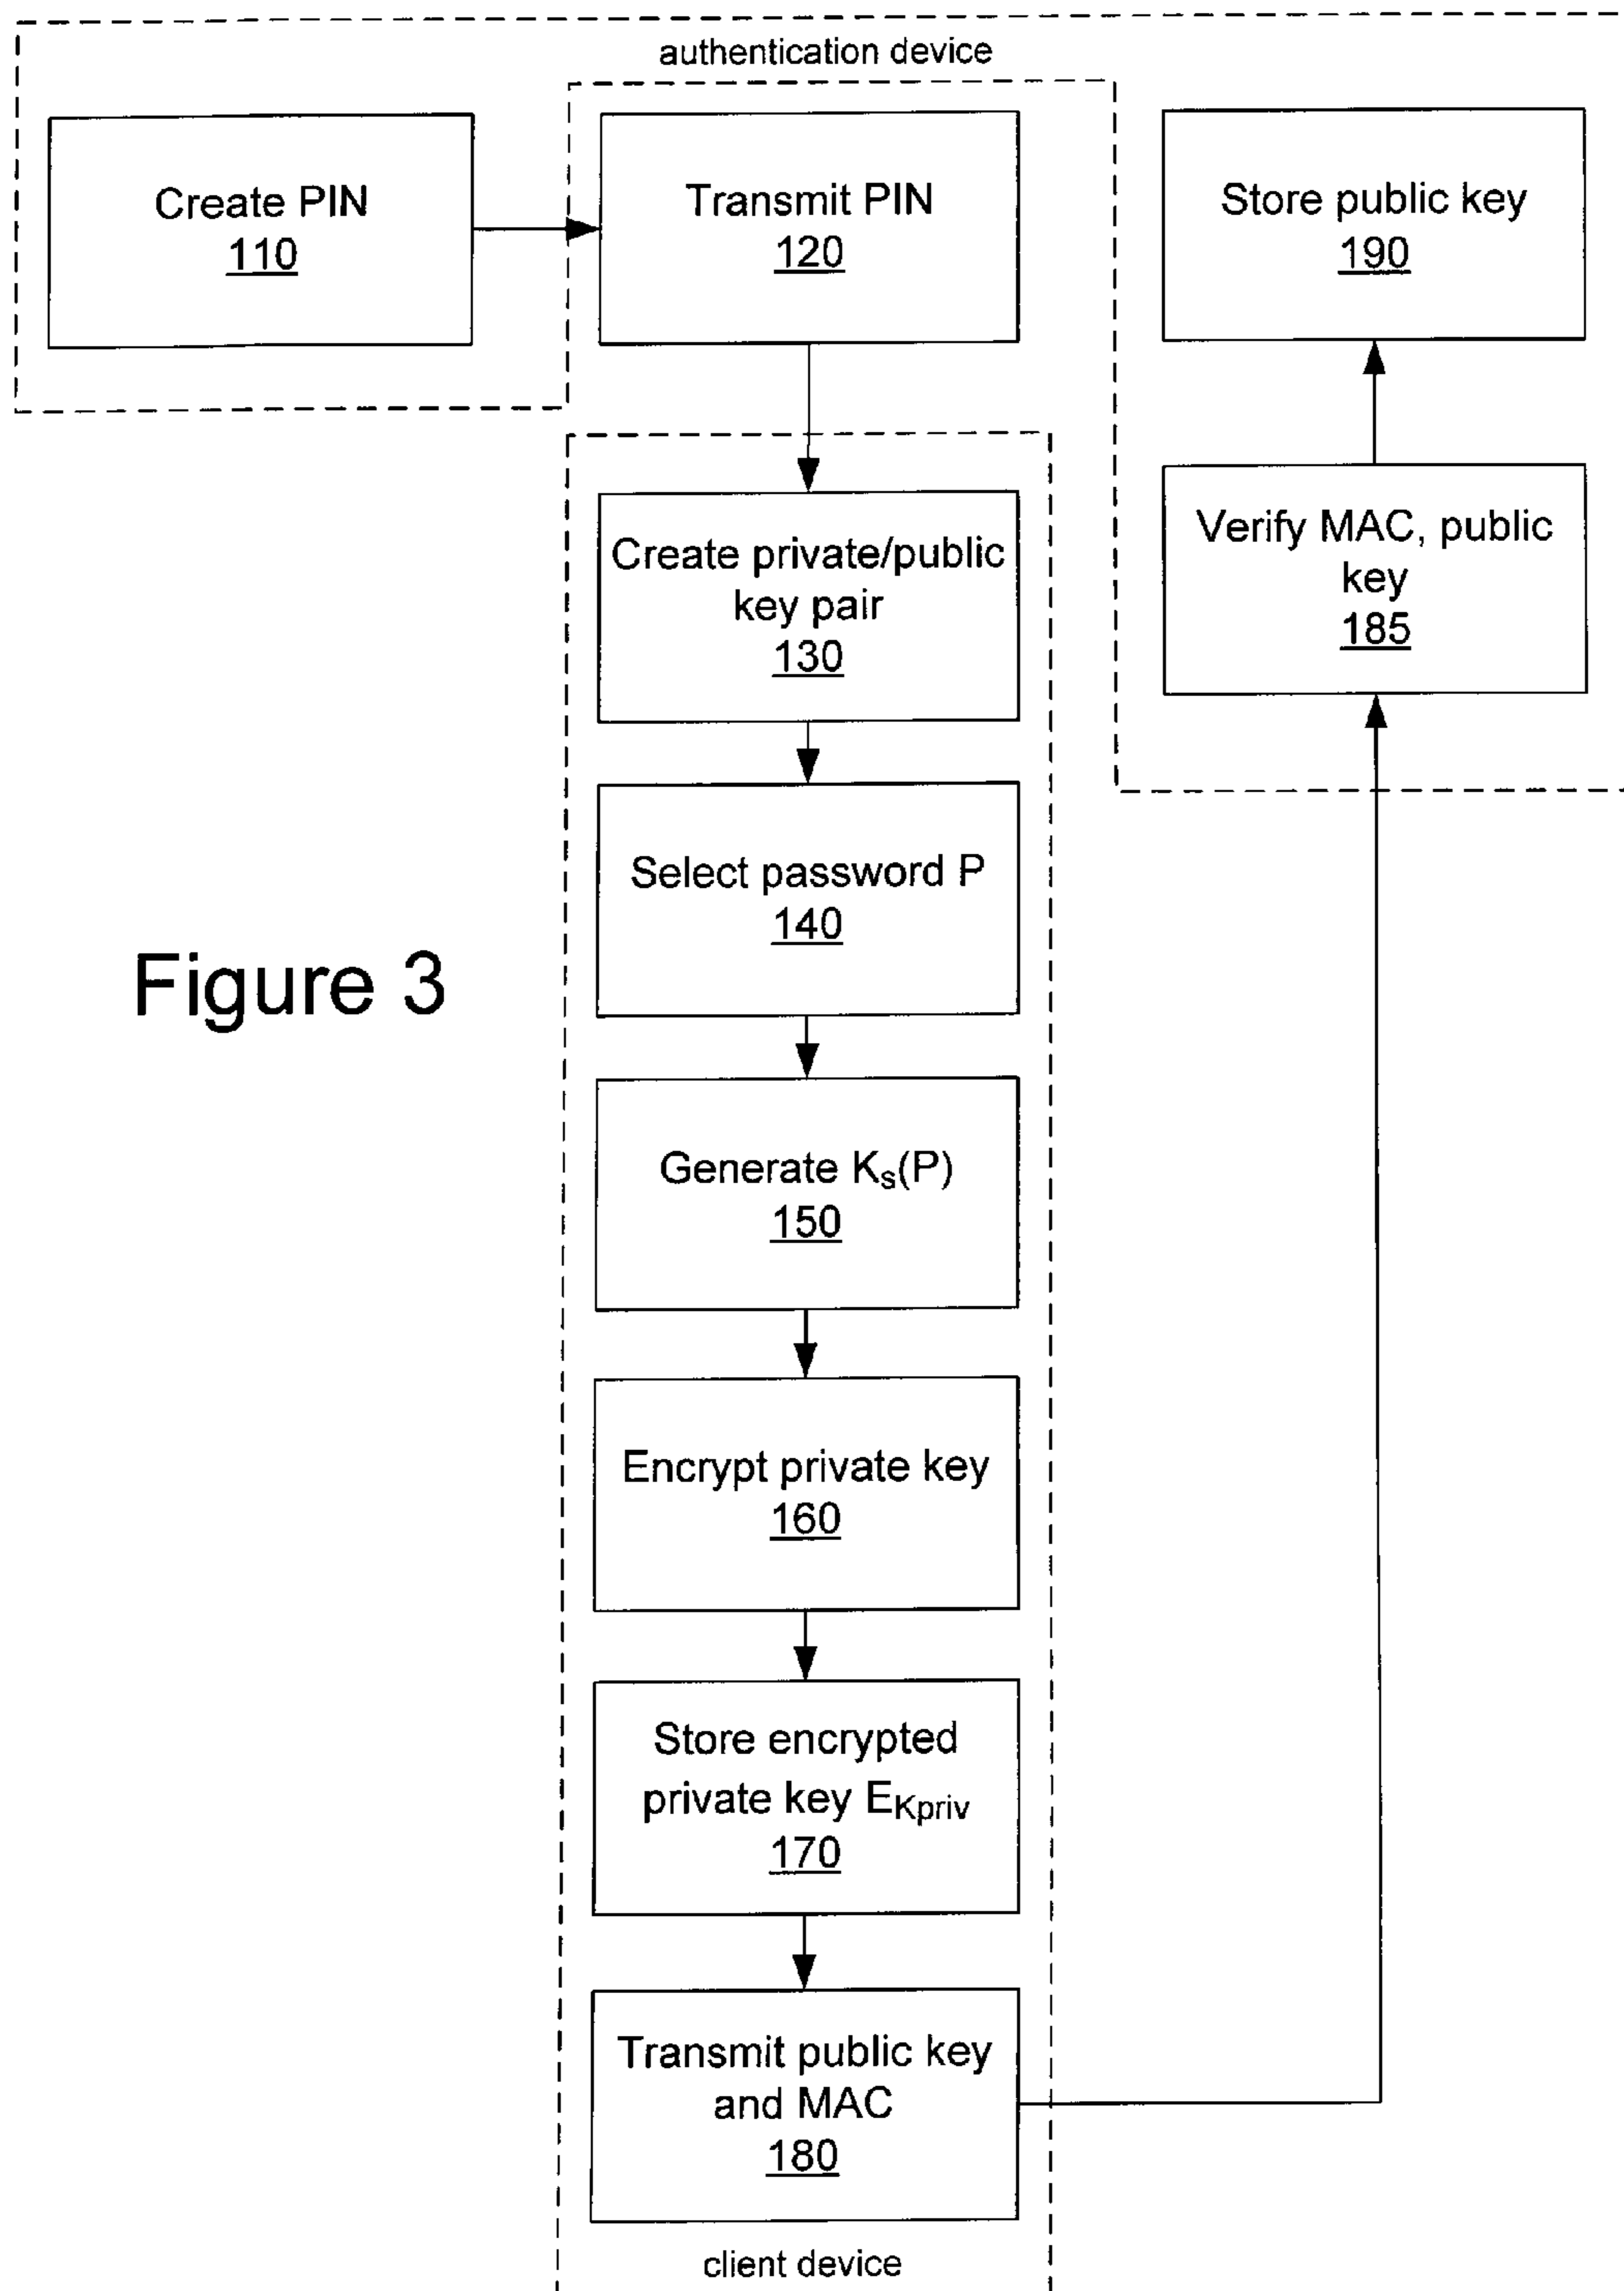 authentication device
Create PIN
110
Transmit PIN
120
Store public key
190
Create private/public
key pair
130
Verify MAC, public
key
185
Select password P
140
Figure 3
Generate Ks(P)
150
Encrypt private key
160
Store encrypted
private key EKpriv
170
Transmit public key
and MAC
180
client device